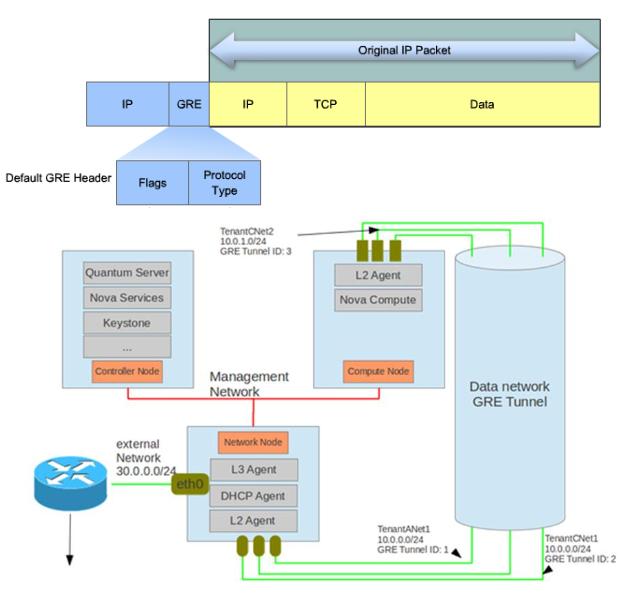 Original IP Packet
IP
GRE
IP
TCP
Data
Default GRE Header
Flags
Protocol
Type
TenantCNet2
10.0.1.0/24
GRE Tunnel ID: 3
Quantum Server
Nova Services
Keystone
...
Controller Node
L2 Agent
Nova Compute
Compute Node
Management
Network
Data network
GRE Tunnel
external
Network
30.0.0.0/24
eth0
Network Node
L3 Agent
DHCP Agent
L2 Agent
TenantANet1
10.0.0.0/24
GRE Tunnel ID: 1
TenantCNet1
10.0.0.0/24
GRE Tunnel ID: 2